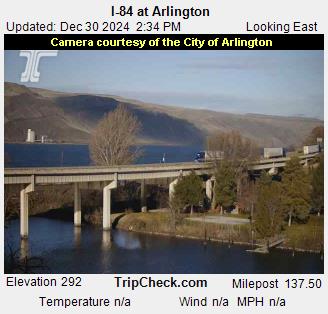 I-84 at Arlington
Updated: Dec 30 2024 2:34 PM Looking East
Camera courtesy of the City of Arlington
Elevation 292 TripCheck.com Milepost 137.50
Temperature n/a Wind n/a MPH n/a